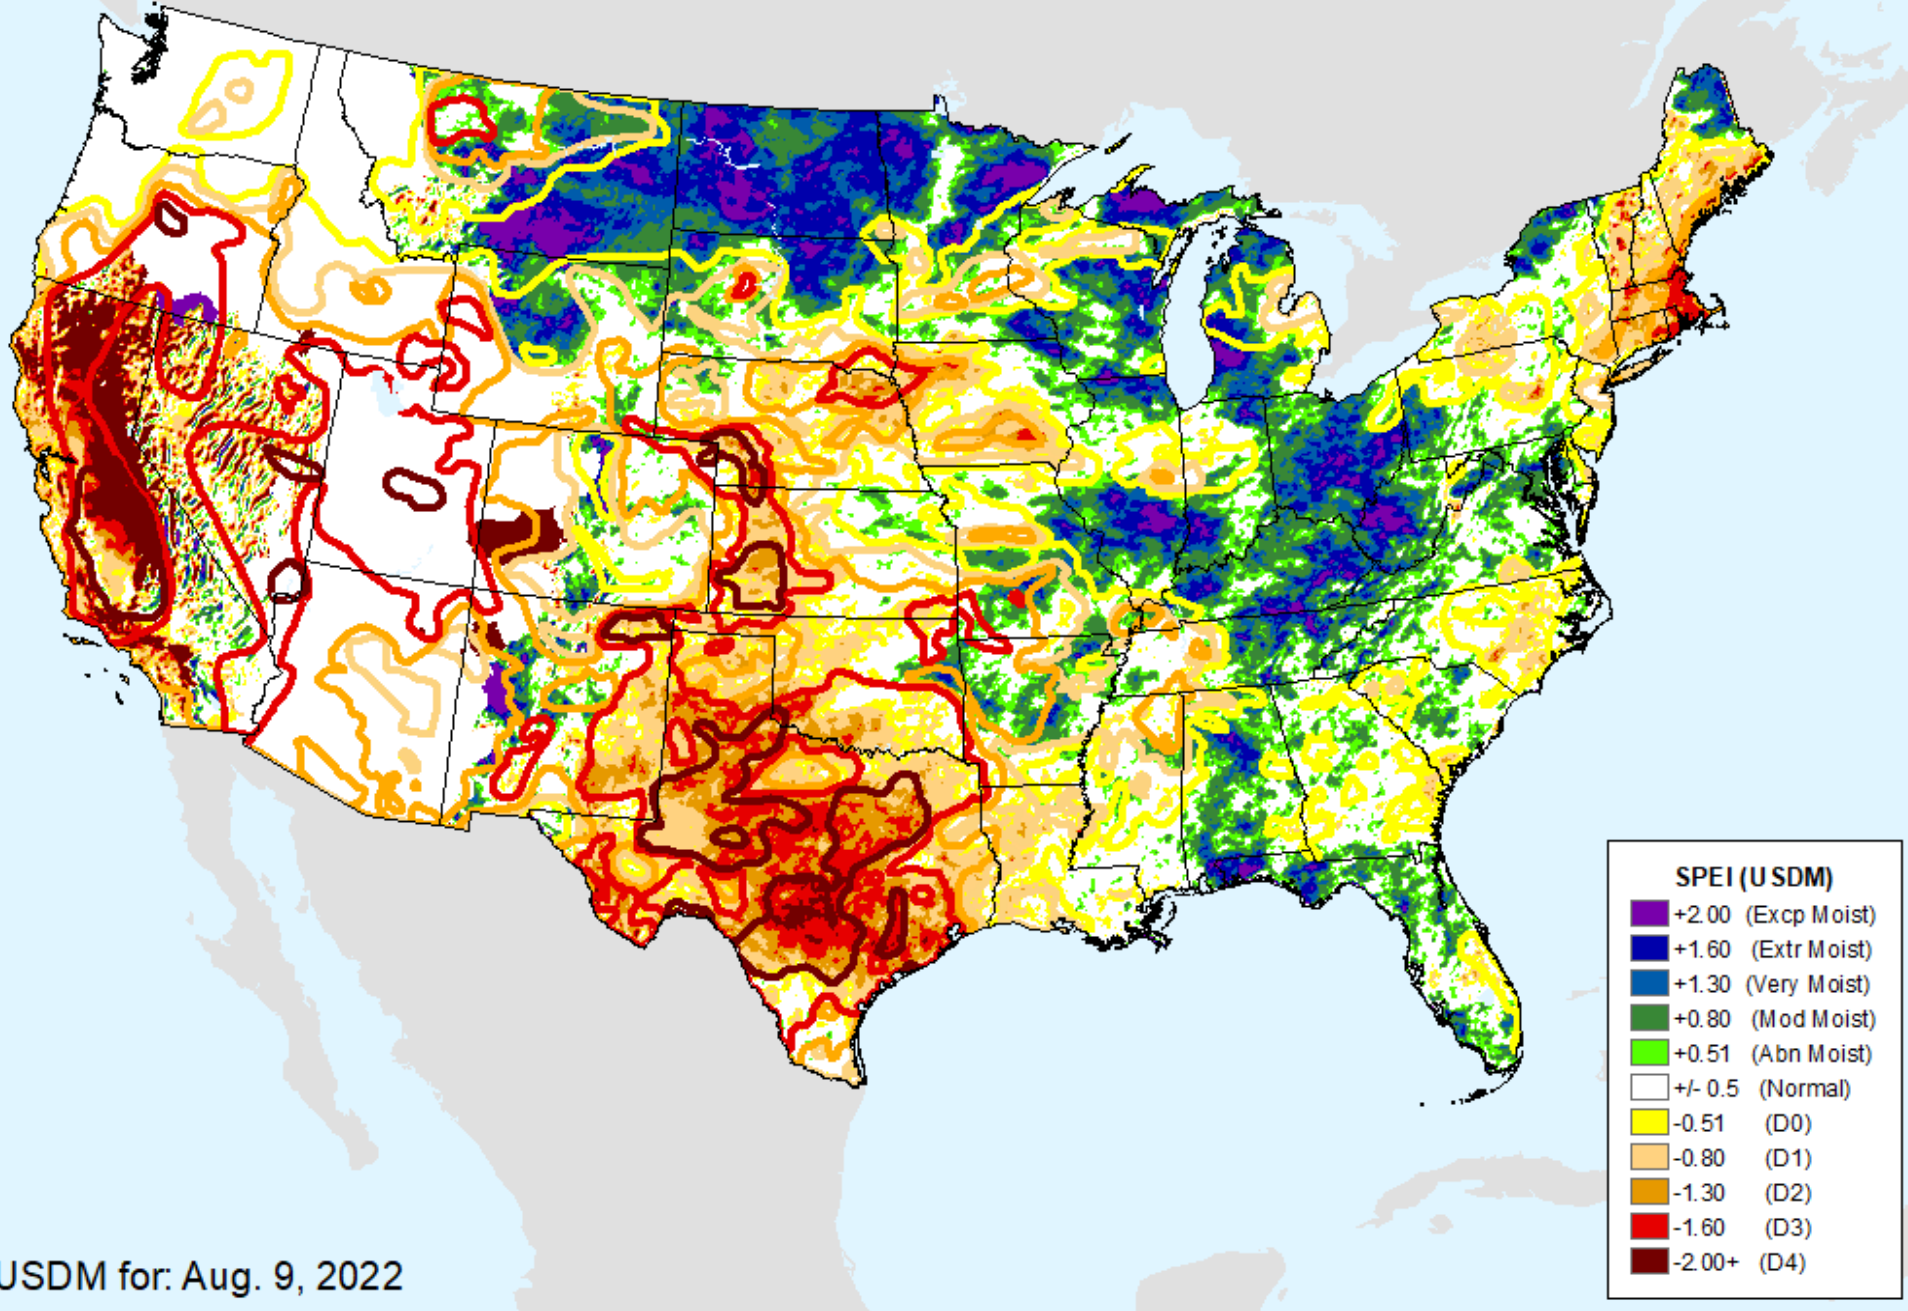 SPEI (USDM)
+2.00 (Excp Moist)
+1.60 (Extr Moist)
+1.30 (Very Moist)
+0.80 (Mod Moist)
+0.51 (Abn Moist)
+/- 0.5 (Normal)
-0.51 (D0)
-0.80 (D1)
-1.30 (D2)
-1.60 (D3)
-2.00+ (D4)
USDM for: Aug. 9, 2022